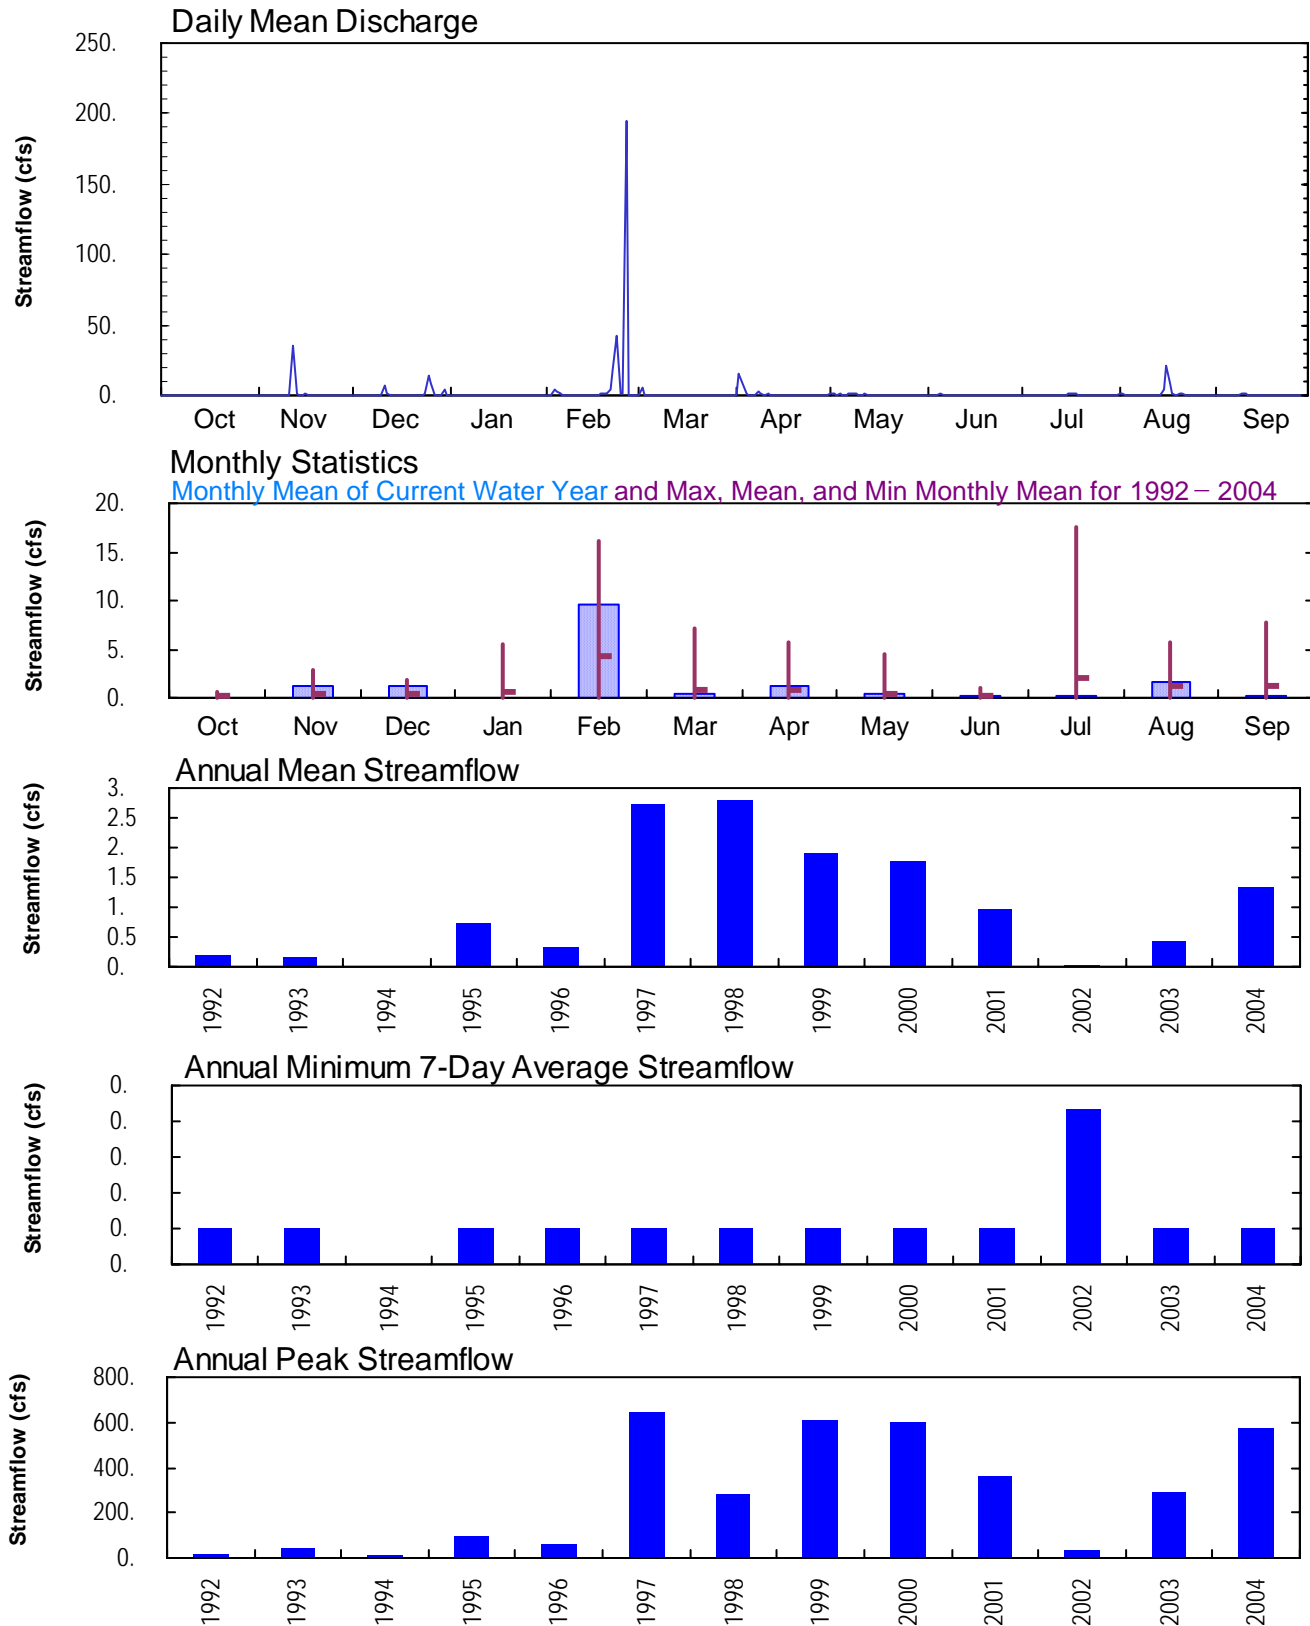 Daily Mean Discharge
Streamflow (cfs)
250.
200.
150.
100.
50.
0.
Oct Nov Dec Jan Feb Mar Apr May Jun Jul Aug Sep
Monthly Statistics
Monthly Mean of Current Water Year and Max, Mean, and Min Monthly Mean for 1992 – 2004
Streamflow (cfs)
20.
15.
10.
5.
0.
Oct Nov Dec Jan Feb Mar Apr May Jun Jul Aug Sep
Annual Mean Streamflow
Streamflow (cfs)
3.
2.5
2.
1.5
1.
0.5
0.
1992 1993 1994 1995 1996 1997 1998 1999 2000 2001 2002 2003 2004
Annual Minimum 7-Day Average Streamflow
Streamflow (cfs)
0.
0.
0.
0.
0.
0.
1992 1993 1994 1995 1996 1997 1998 1999 2000 2001 2002 2003 2004
Annual Peak Streamflow
Streamflow (cfs)
800.
600.
400.
200.
0.
1992 1993 1994 1995 1996 1997 1998 1999 2000 2001 2002 2003 2004